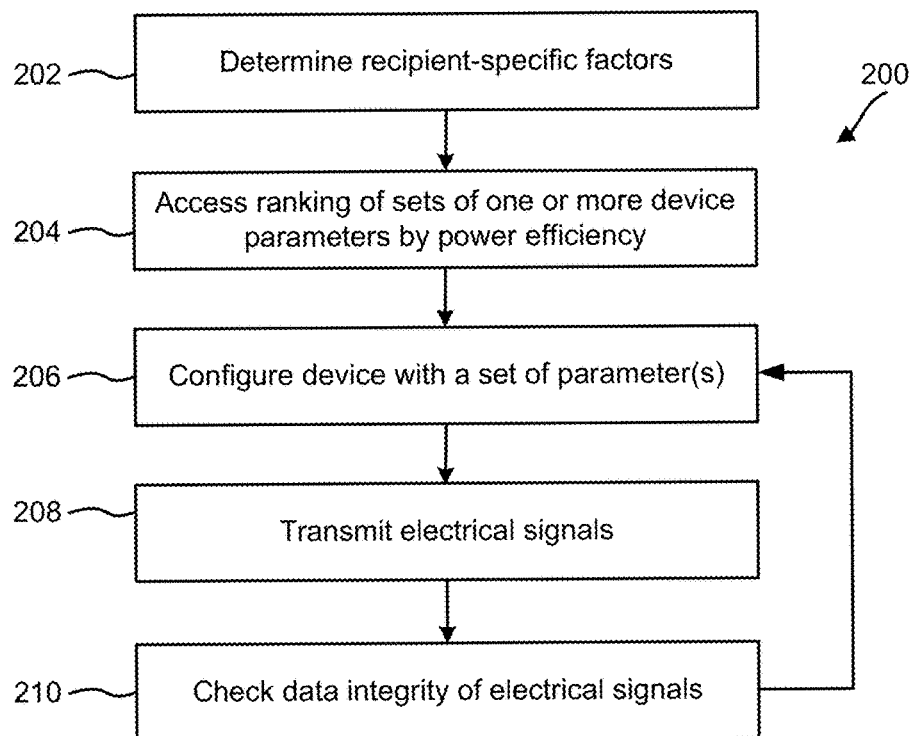 202
Determine recipient-specific factors
200
204
Access ranking of sets of one or more device
parameters by power efficiency
206
Configure device with a set of parameter(s)
208
Transmit electrical signals
210
Check data integrity of electrical signals